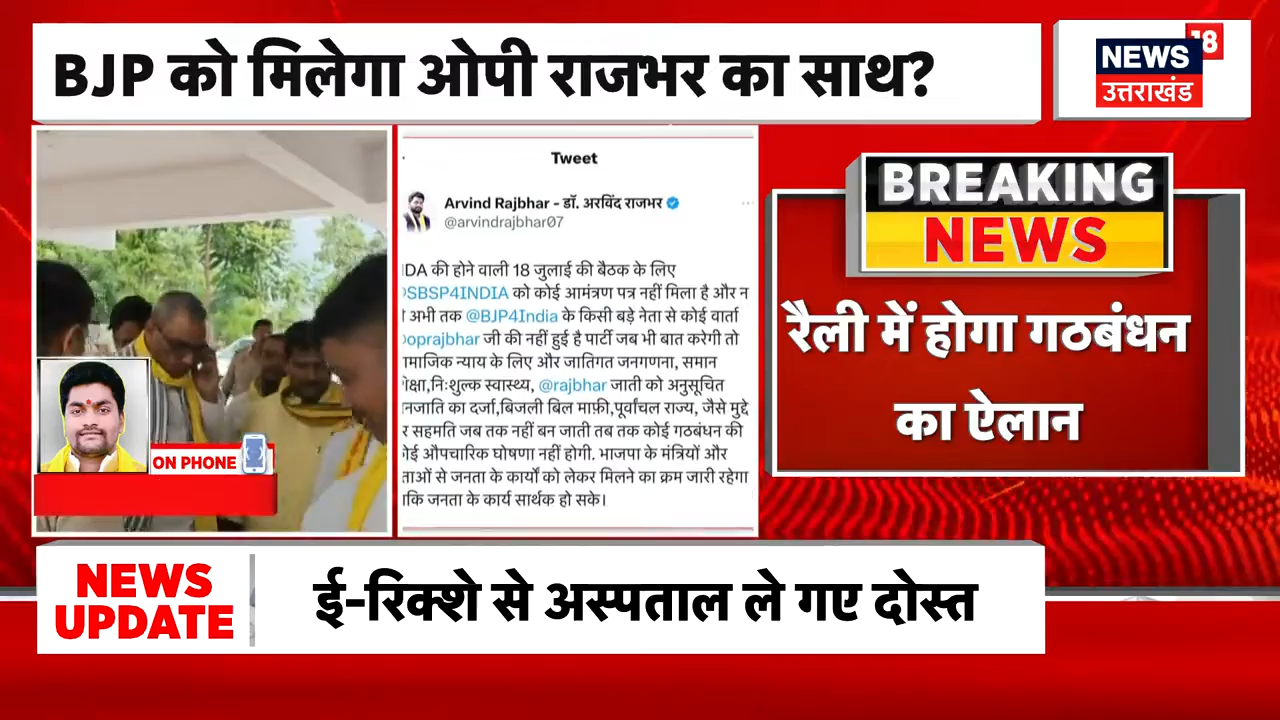 BJP को मिलेगा ओपी राजभर का साथ?
NEWS
18
उत्तराखंड
Tweet
Arvind Rajbhar - डॉ. अरविंद राजभर
@arvindrajbhar07
की होने वाली 18 जुलाई की बैठक के लिए
SBSP4INDIA को कोई आमंत्रण पत्र नहीं मिला है और न
अभी तक @BJP4India के किसी बड़े नेता से कोई वार्ता
oprajbhar जी की नहीं हुई है पार्टी जब भी बात करेगी तो
के लिए और जातिगत जनगणना, समान
नि:शुल्क स्वास्थ्य, @rajbhar जाती को अनुसूचित
का दर्जा,बिजली बिल माफ़ी,पूर्वांचल राज्य, जैसे मुद्दे
सहमति जब तक नहीं बन जाती तब तक कोई गठबंधन की
औपचारिक घोषणा नहीं होगी. भाजपा के मंत्रियों और
से जनता के कार्यों को लेकर मिलने का क्रम जारी रहेगा
जनता के कार्य सार्थक हो सके।
ON PHONE
BREAKING
NEWS
रैली में होगा गठबंधन
का ऐलान
NEWS
UPDATE
ई-रिक्शे से अस्पताल ले गए दोस्त